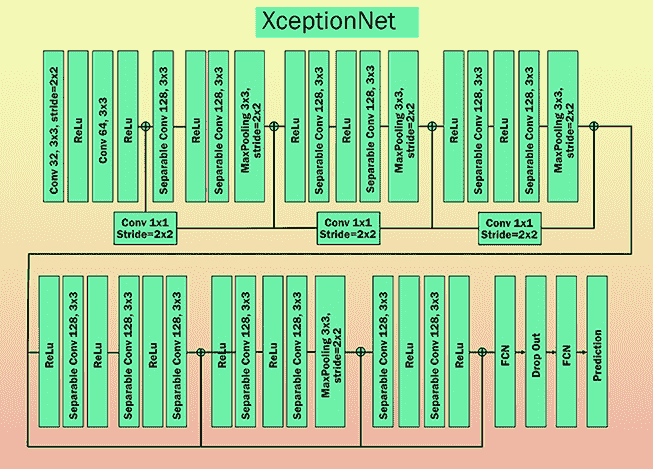 XceptionNet
Conv 32, 3x3, stride=2x2
ReLu
Conv 64, 3x3
ReLu
Separable Conv 128, 3x3
ReLu
Separable Conv 128, 3x3
MaxPooling 3x3,
stride=2x2
ReLu
Separable Conv 128, 3x3
ReLu
Separable Conv 128, 3x3
MaxPooling 3x3,
stride=2x2
ReLu
Separable Conv 128, 3x3
ReLu
Separable Conv 128, 3x3
MaxPooling 3x3,
stride=2x2
Conv 1x1
Stride=2x2
Conv 1x1
Stride=2x2
Conv 1x1
Stride=2x2
ReLu
Separable Conv 128, 3x3
ReLu
Separable Conv 128, 3x3
ReLu
Separable Conv 128, 3x3
ReLu
Separable Conv 128, 3x3
ReLu
Separable Conv 128, 3x3
MaxPooling 3x3,
stride=2x2
Separable Conv 128, 3x3
ReLu
Separable Conv 128, 3x3
ReLu
FCN
Drop Out
FCN
Prediction